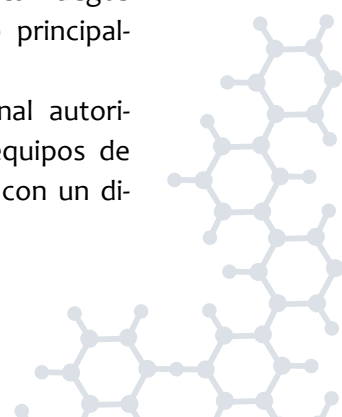 principal-
nal autori-
equipos de
con un di-